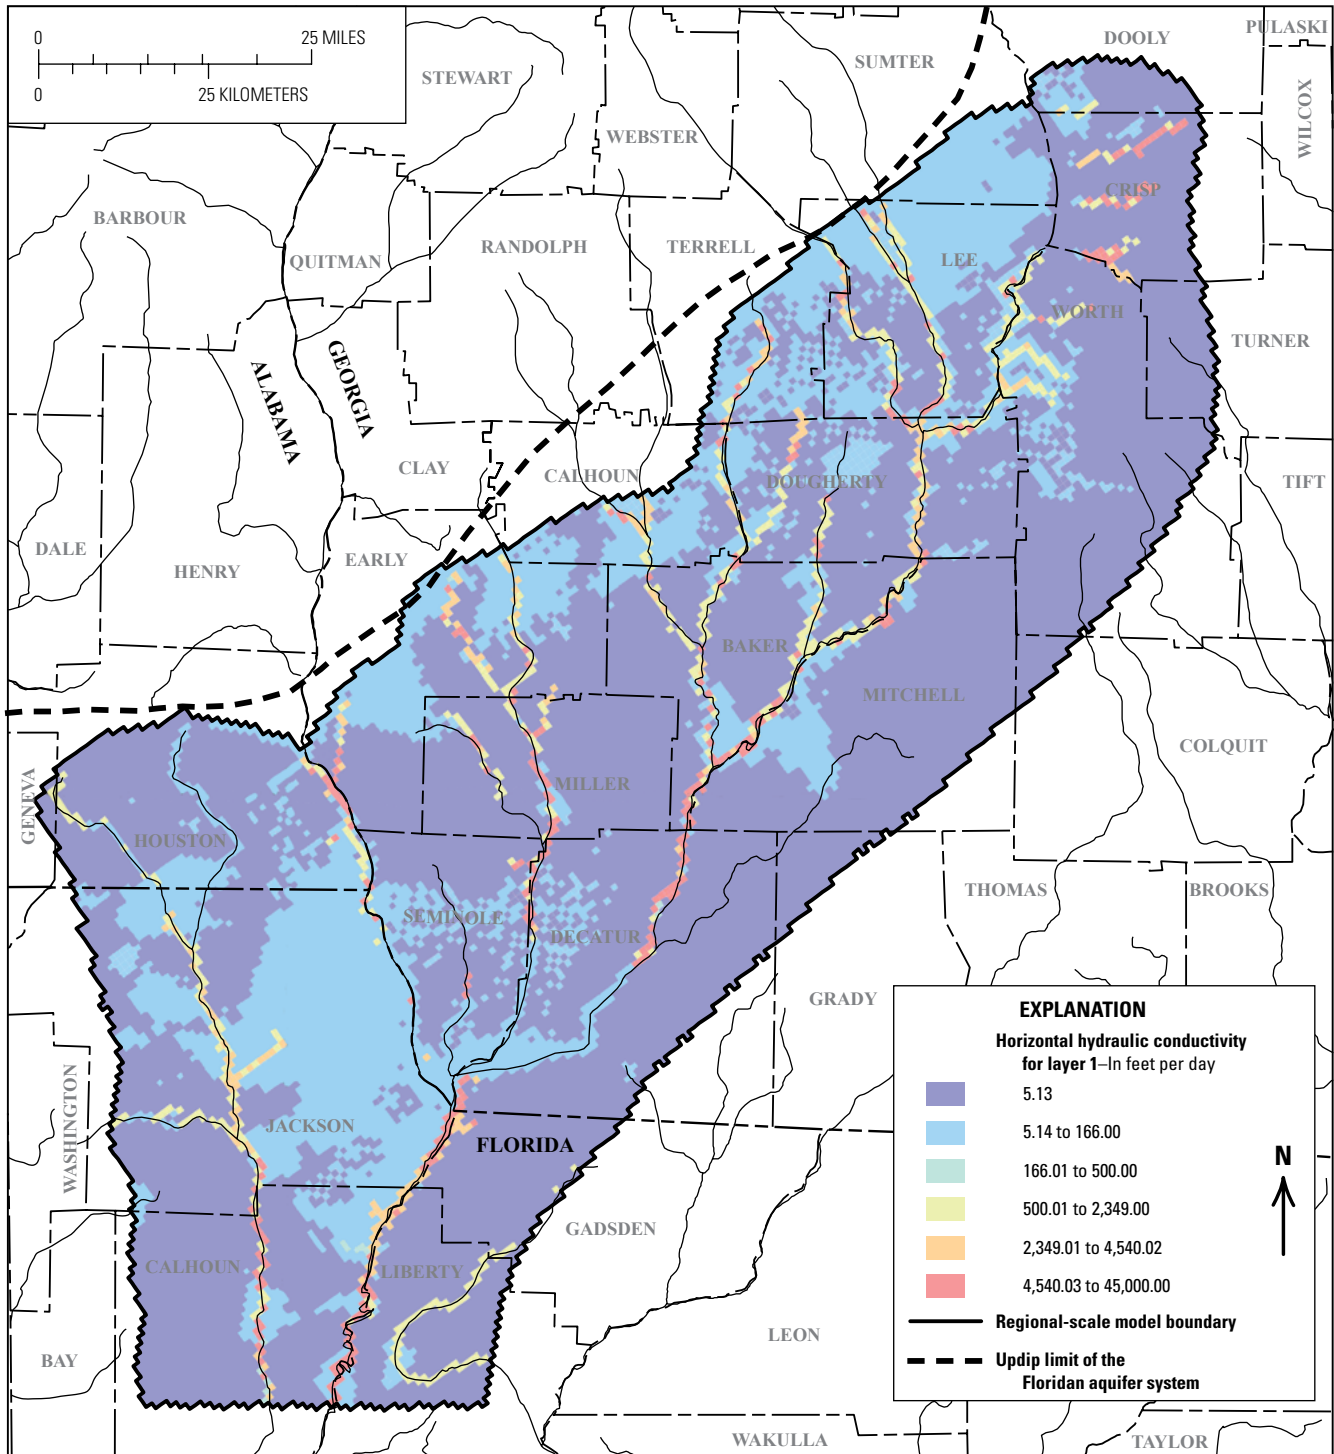 0 25 MILES
0 25 KILOMETERS
PULASKI
DOOLY
SUMTER
STEWART
WILCOX
WEBSTER
CRISP
BARBOUR
RANDOLPH
TERRELL
QUITMAN
LEE
WORTH
TURNER
GEORGIA
ALABAMA
CLAY
CALHOUN
DOUGHERTY
TIFT
DALE
HENRY
EARLY
BAKER
MITCHELL
COLQUIT
MILLER
GENEVA
HOUSTON
THOMAS
BROOKS
SEMINOLE
DECATUR
GRADY
WASHINGTON
JACKSON
FLORIDA
GADSDEN
CALHOUN
LIBERTY
LEON
BAY
WAKULLA
TAYLOR
EXPLANATION
Horizontal hydraulic conductivity
for layer 1–In feet per day
5.13
5.14 to 166.00
166.01 to 500.00
500.01 to 2,349.00
2,349.01 to 4,540.02
4,540.03 to 45,000.00
Regional-scale model boundary
Updip limit of the
Floridan aquifer system
N